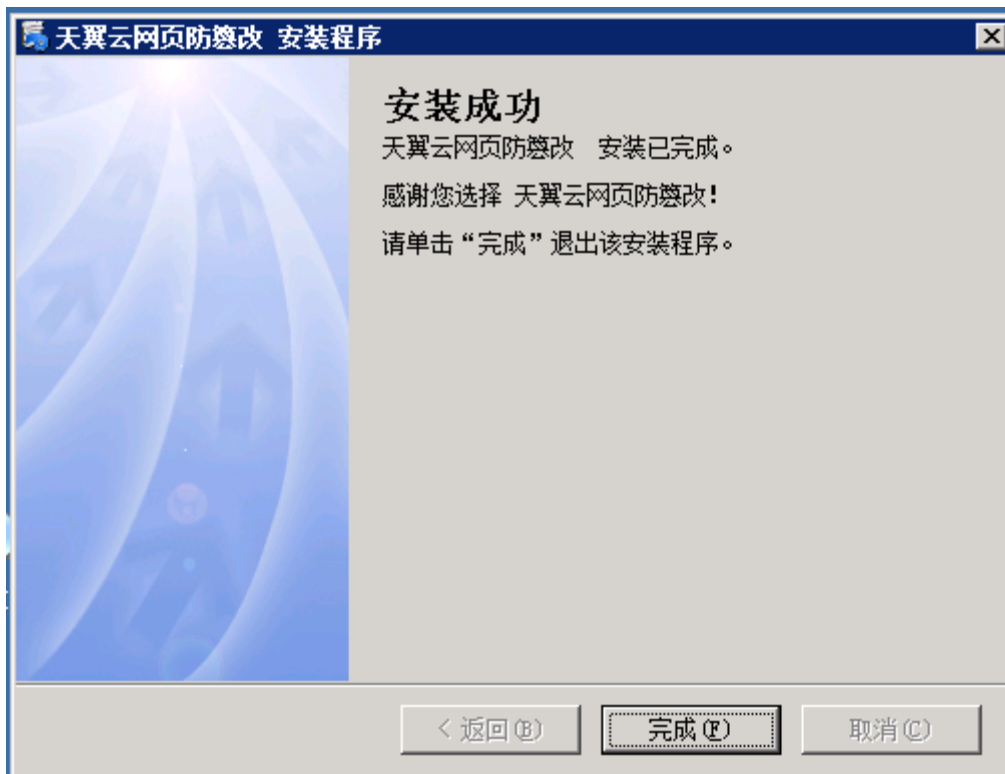 天翼云网页防篡改 安装程序
安装成功
天翼云网页防篡改 安装已完成。
感谢您选择 天翼云网页防篡改!
请单击“完成”退出该安装程序。
< 返回(B)
完成(F)
取消(C)